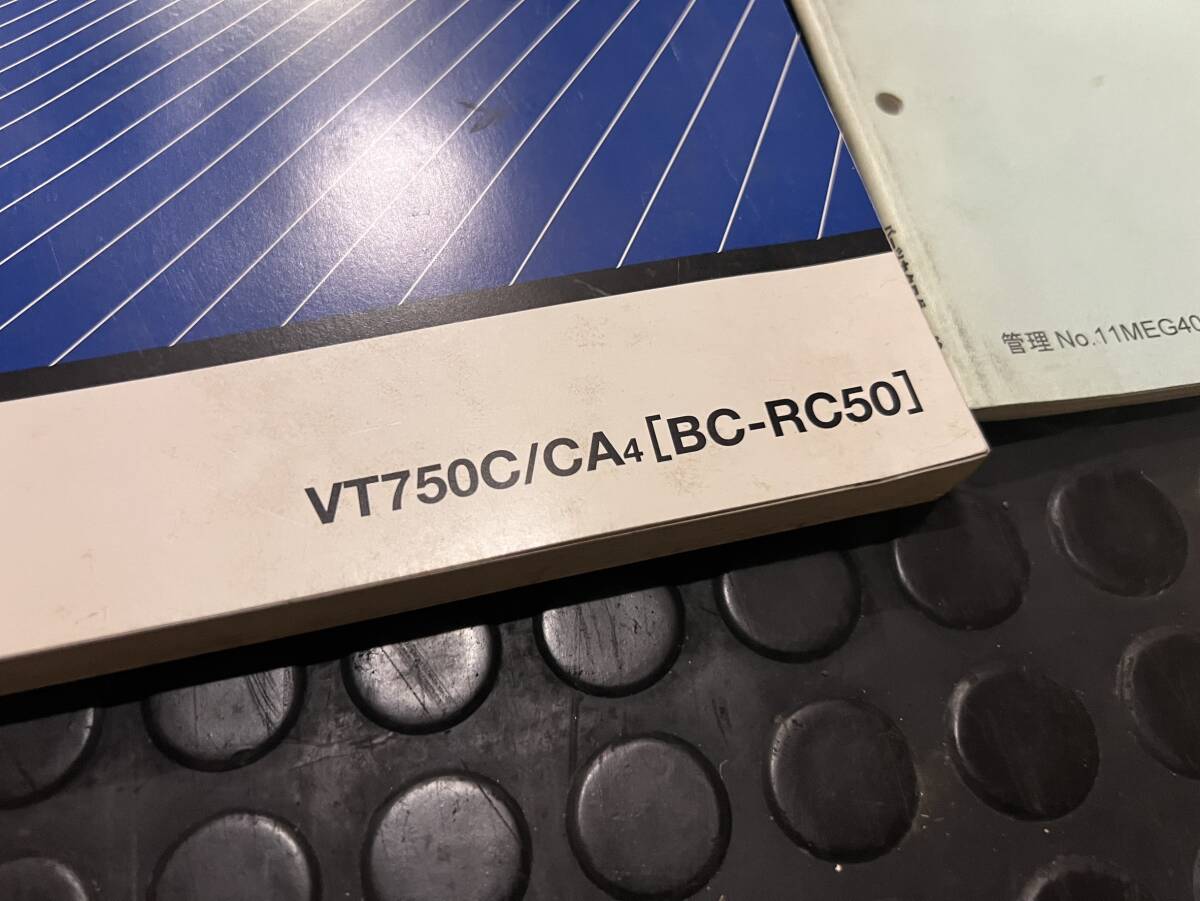 VT750C/CA4[BC-RC50]
管理 No.11MEG40